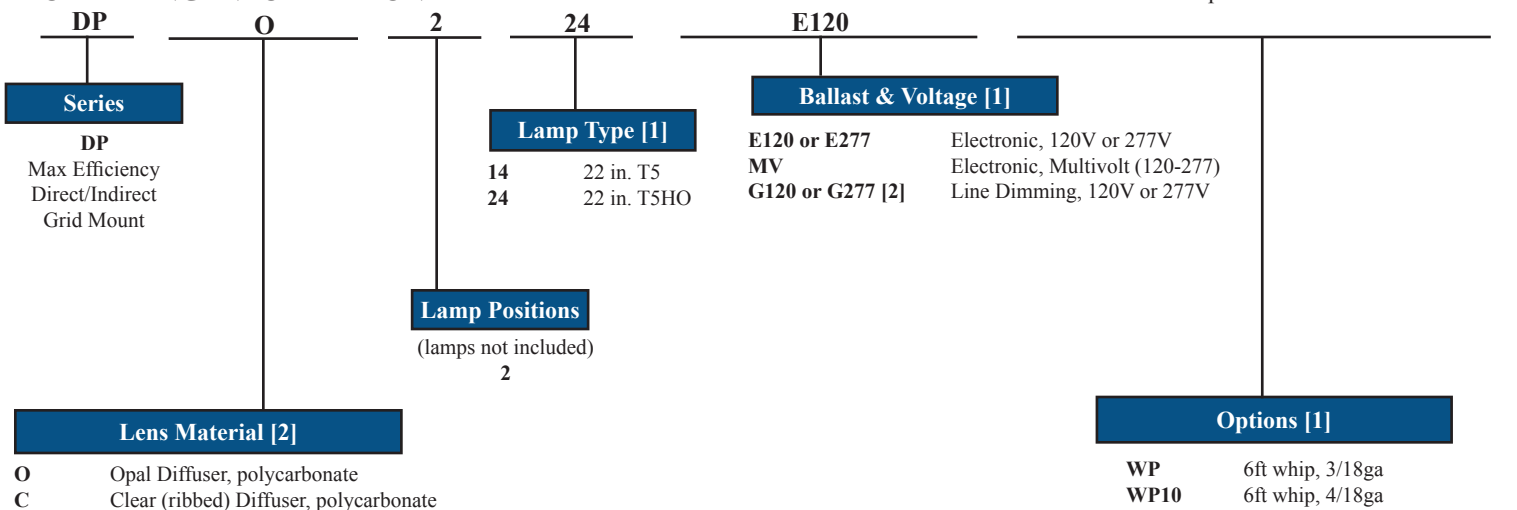 DP O 2 24 E120
Series
DP
Max Efficiency
Direct/Indirect
Grid Mount
Lens Material [2]
O Opal Diffuser, polycarbonate
C Clear (ribbed) Diffuser, polycarbonate
Lamp Positions
(lamps not included)
2
Lamp Type [1]
14 22 in. T5
24 22 in. T5HO
Ballast & Voltage [1]
E120 or E277 Electronic, 120V or 277V
MV Electronic, Multivolt (120-277)
G120 or G277 [2] Line Dimming, 120V or 277V
Options [1]
WP 6ft whip, 3/18ga
WP10 6ft whip, 4/18ga